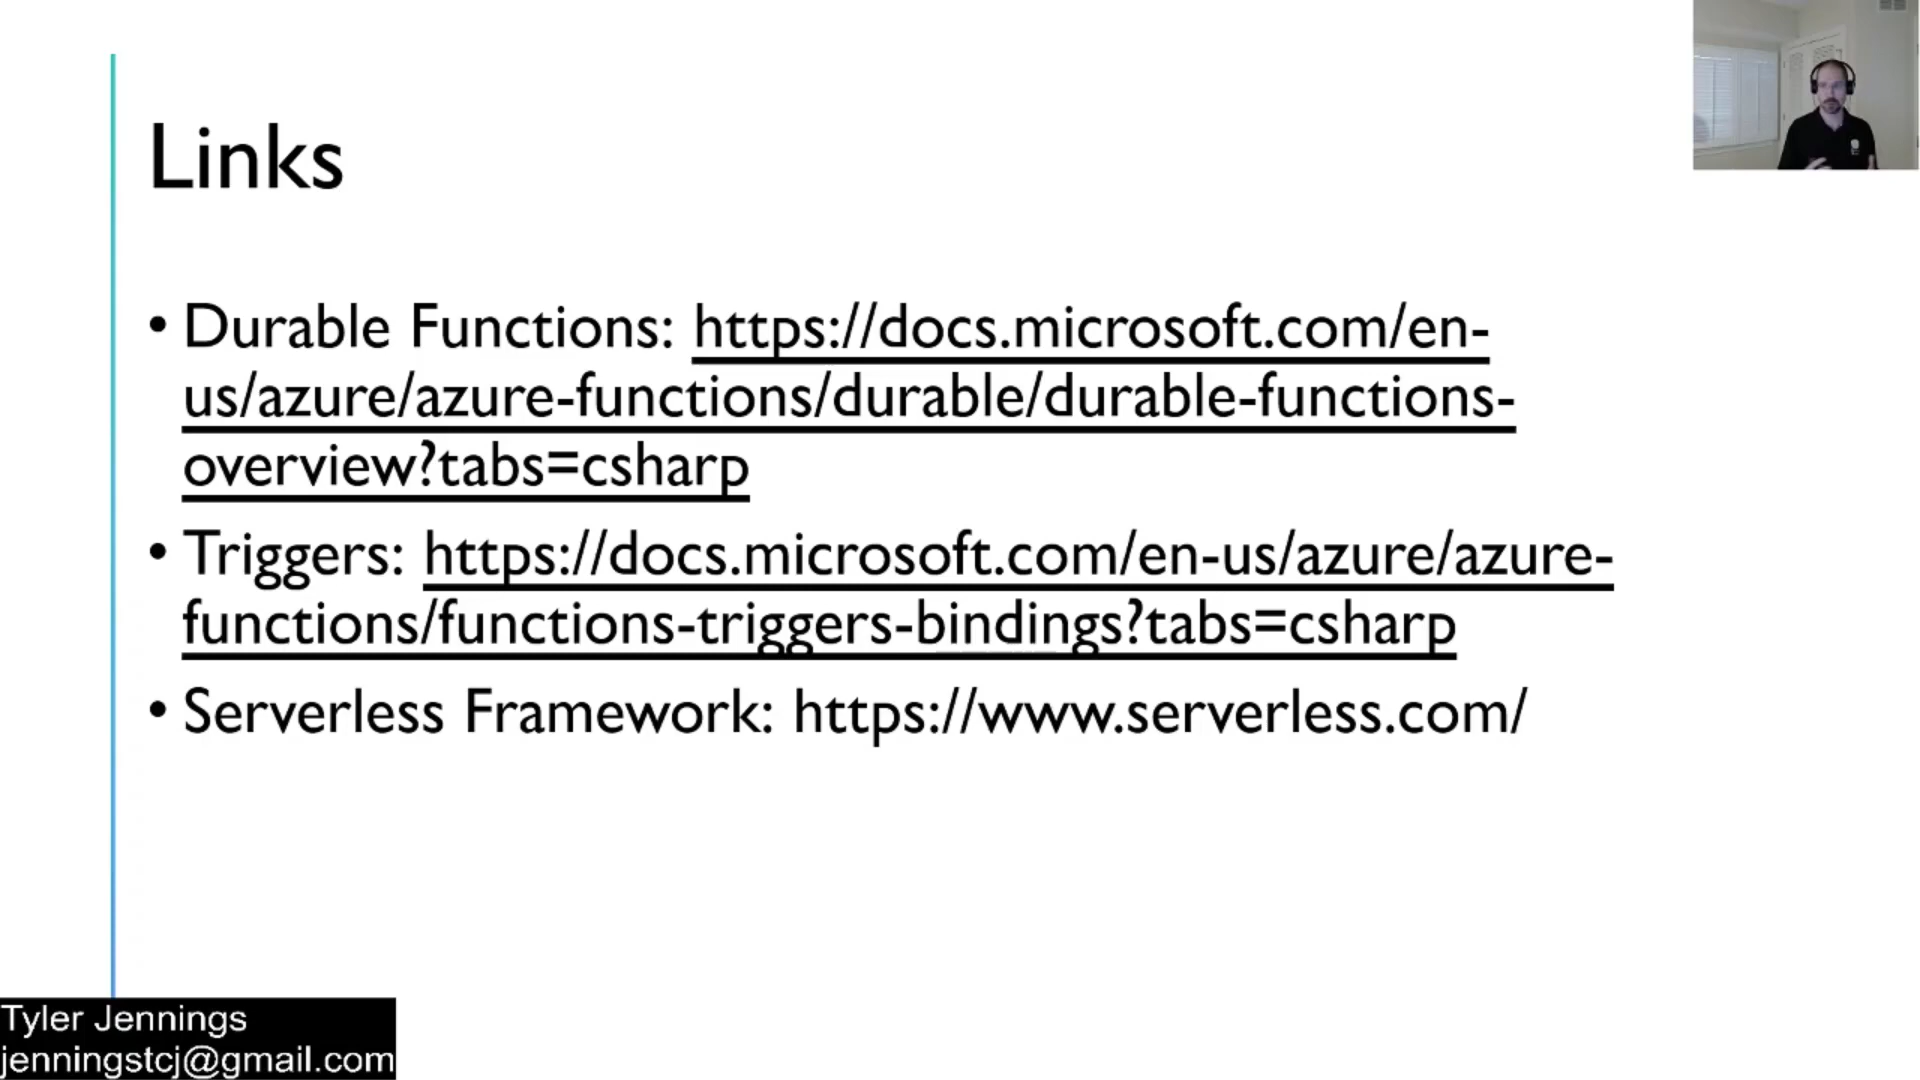 Links
• Durable Functions: https://docs.microsoft.com/en-
us/azure/azure-functions/durable/durable-functions-
overview?tabs=csharp
• Triggers: https://docs.microsoft.com/en-us/azure/azure-
functions/functions-triggers-bindings?tabs=csharp
• Serverless Framework: https://www.serverless.com/
Tyler Jennings
jenningstcj@gmail.com